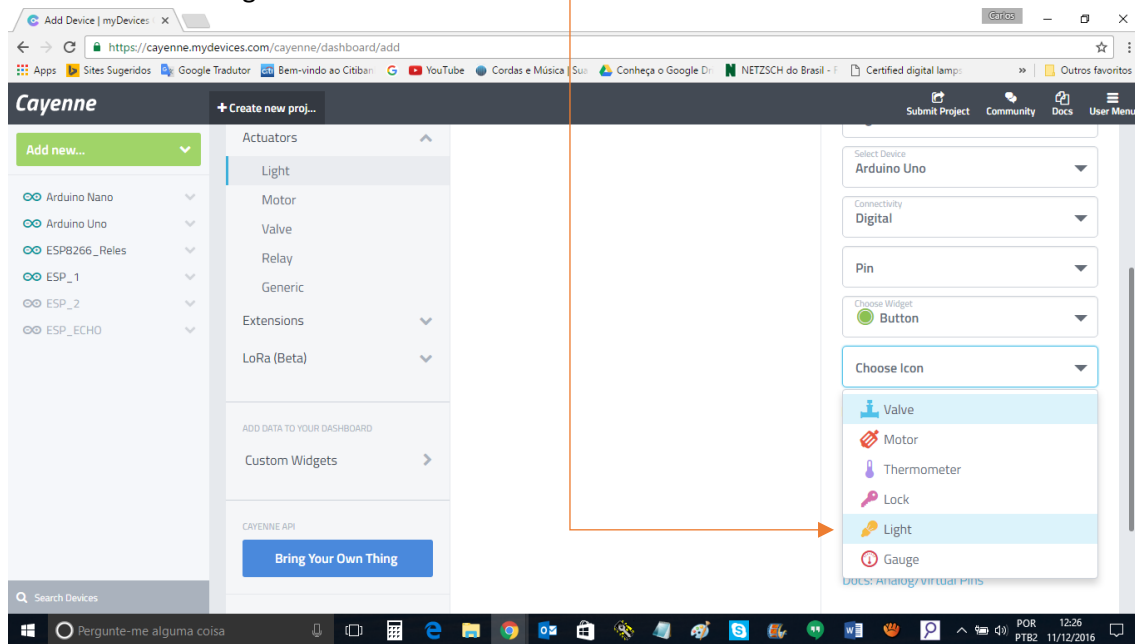 Add Device | myDevices
Carlos
https://cayenne.mydevices.com/cayenne/dashboard/add
Apps Sites Sugeridos Google Tradutor Bem-vindo ao Citiban YouTube Cordas e Música | Sua Conheça o Google Dri NETZSCH do Brasil - F Certified digital lamps » Outros favoritos
Cayenne
+ Create new proj...
Submit Project Community Docs User Menu
Add new...
Arduino Nano
Arduino Uno
ESP8266_Reles
ESP_1
ESP_2
ESP_ECHO
Search Devices
Actuators
Light
Motor
Valve
Relay
Generic
Extensions
LoRa (Beta)
ADD DATA TO YOUR DASHBOARD
Custom Widgets
CAYENNE API
Bring Your Own Thing
Select Device
Arduino Uno
Connectivity
Digital
Pin
Choose Widget
Button
Choose Icon
Valve
Motor
Thermometer
Lock
Light
Gauge
Docs: Analog/Virtual Pins
Pergunte-me alguma coisa
POR 12:26
PTB2 11/12/2016